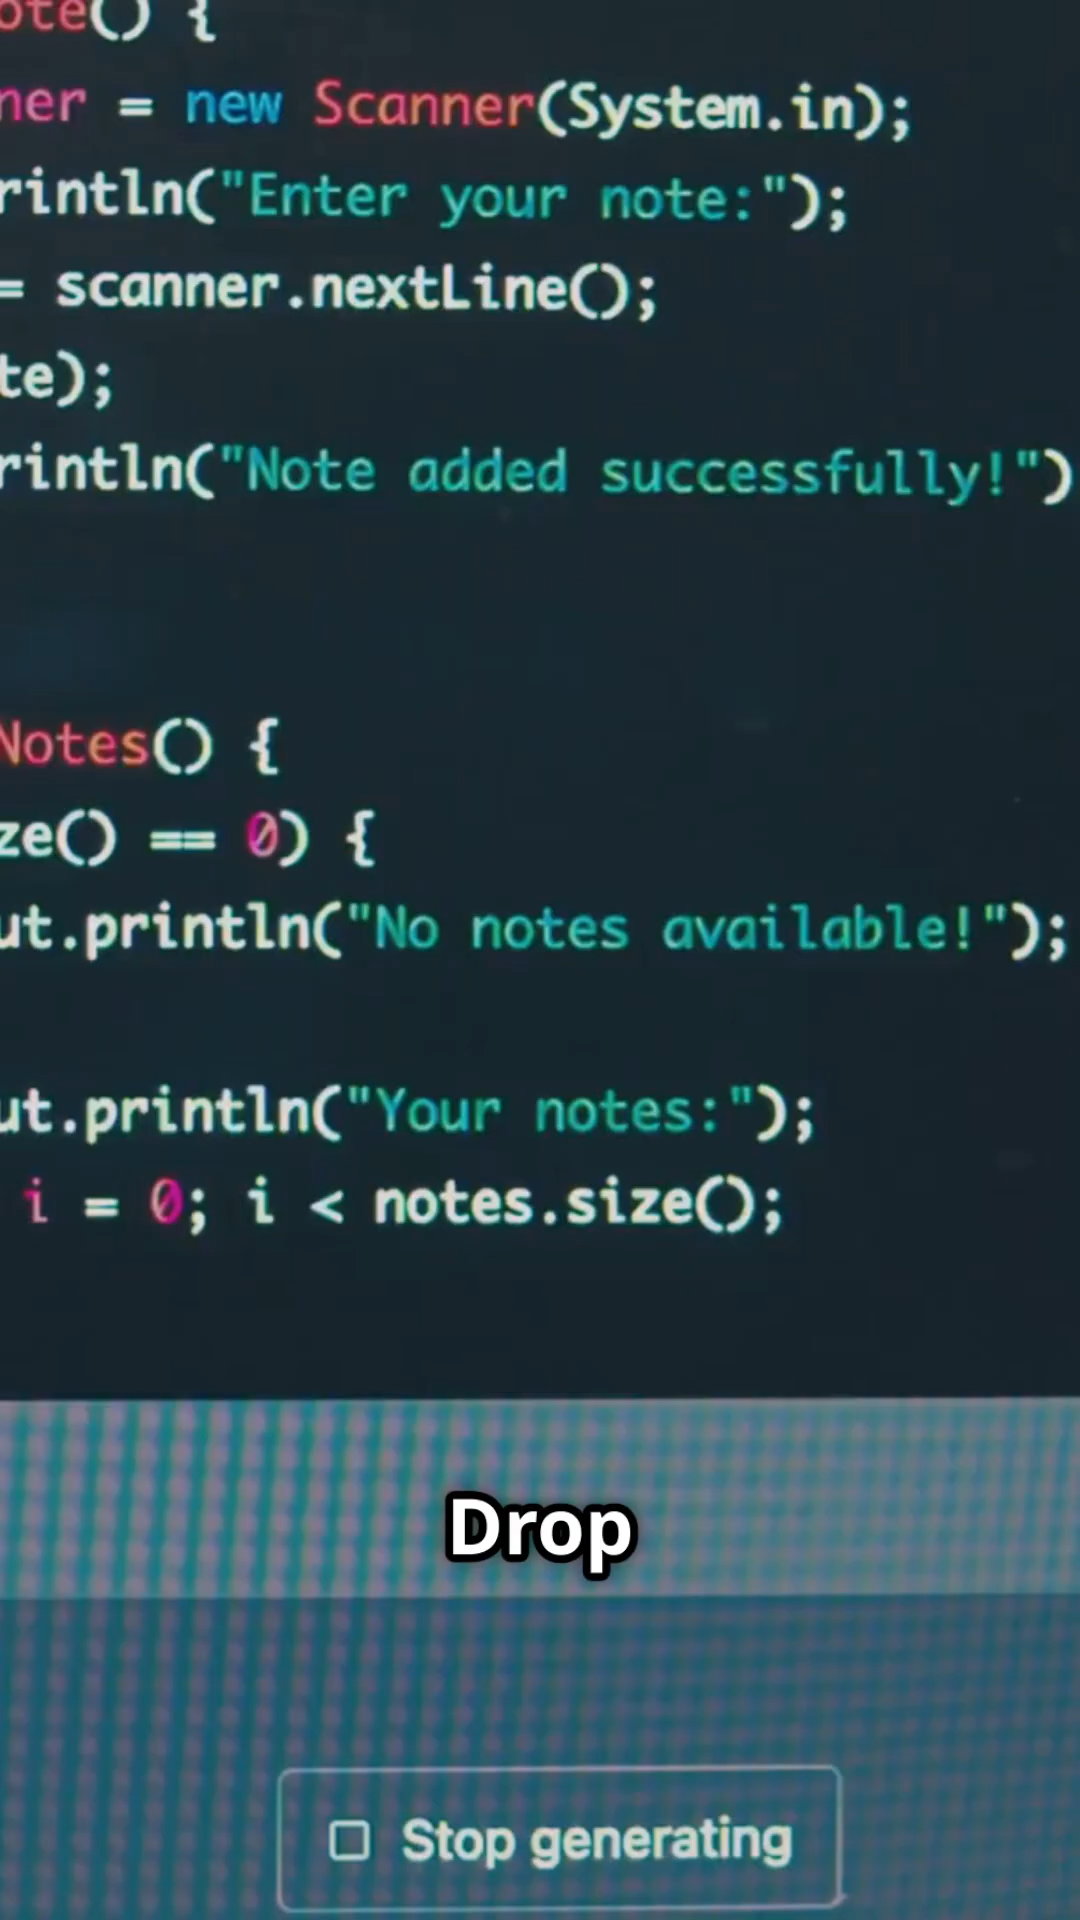 ote() {
ner = new Scanner(System.in);
rintln("Enter your note:");
= scanner.nextLine();
te);
rintln("Note added successfully!")
Notes() {
ze() == 0) {
ut.println("No notes available!");
ut.println("Your notes:");
i = 0; i < notes.size();
Drop
Stop generating